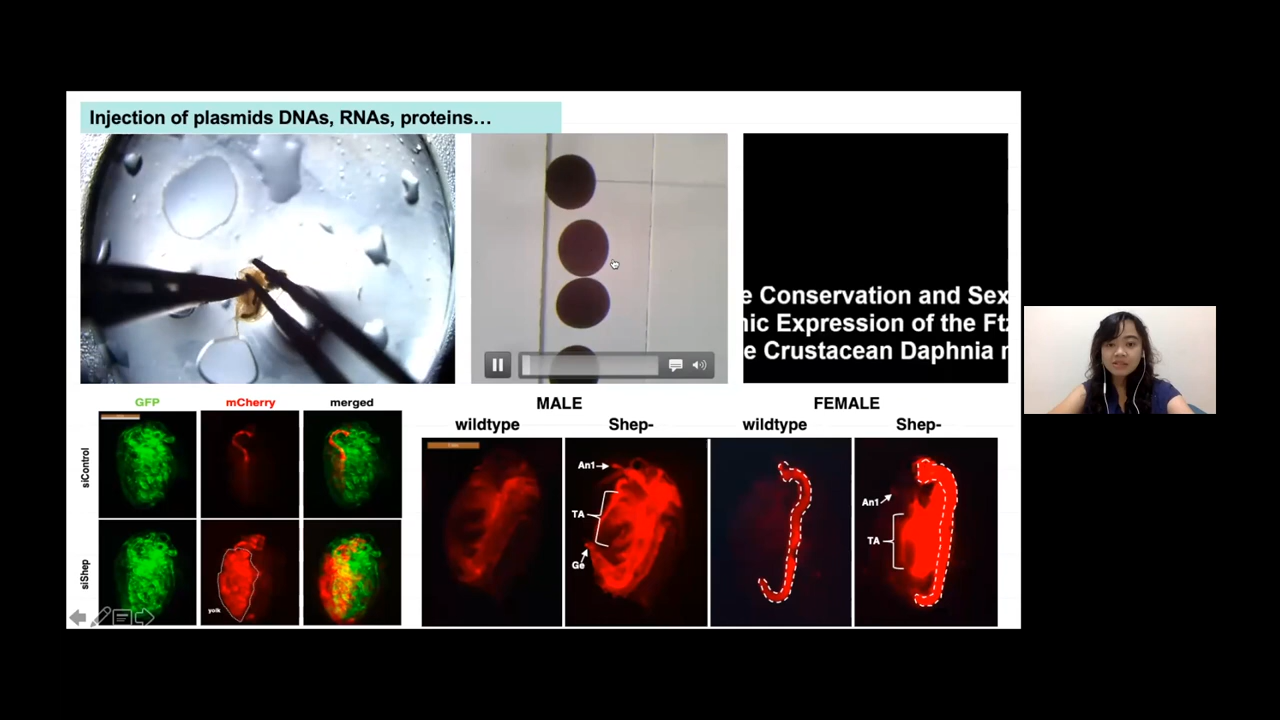 Injection of plasmids DNAs, RNAs, proteins…
e Conservation and Sex
nic Expression of the Ftz
e Crustacean Daphnia m
GFP
mCherry
merged
siControl
siShep
yolk
MALE
FEMALE
wildtype
Shep-
wildtype
Shep-
An1
TA
Ge
An1
TA